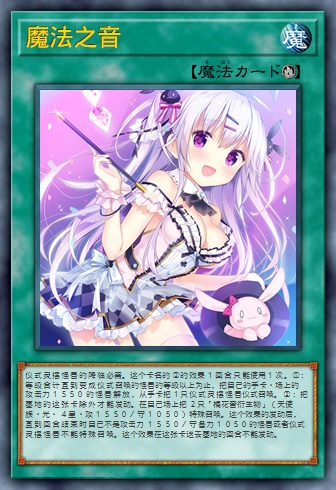 魔法之音
魔
【魔法カード】
仪式灵摆怪兽的降临必需。这个卡名的①的效果1回合只能使用1次。①：
等级合计直到变成仪式召唤的怪兽的等级以上为止，把自己的手卡·场上的
攻击力1550的怪兽解放，从手卡把1只仪式灵摆怪兽仪式召唤。②：把
墓地的这张卡除外才能发动。在自己场上把2只「桃花音衍生物」（天使
族·光·4星·攻1550／守1050）特殊召唤。这个效果的发动后，
直到回合结束时自己不是攻击力1550／守备力1050的怪兽或者仪式
灵摆怪兽不能特殊召唤。这个效果在这张卡送去墓地的回合不能发动。